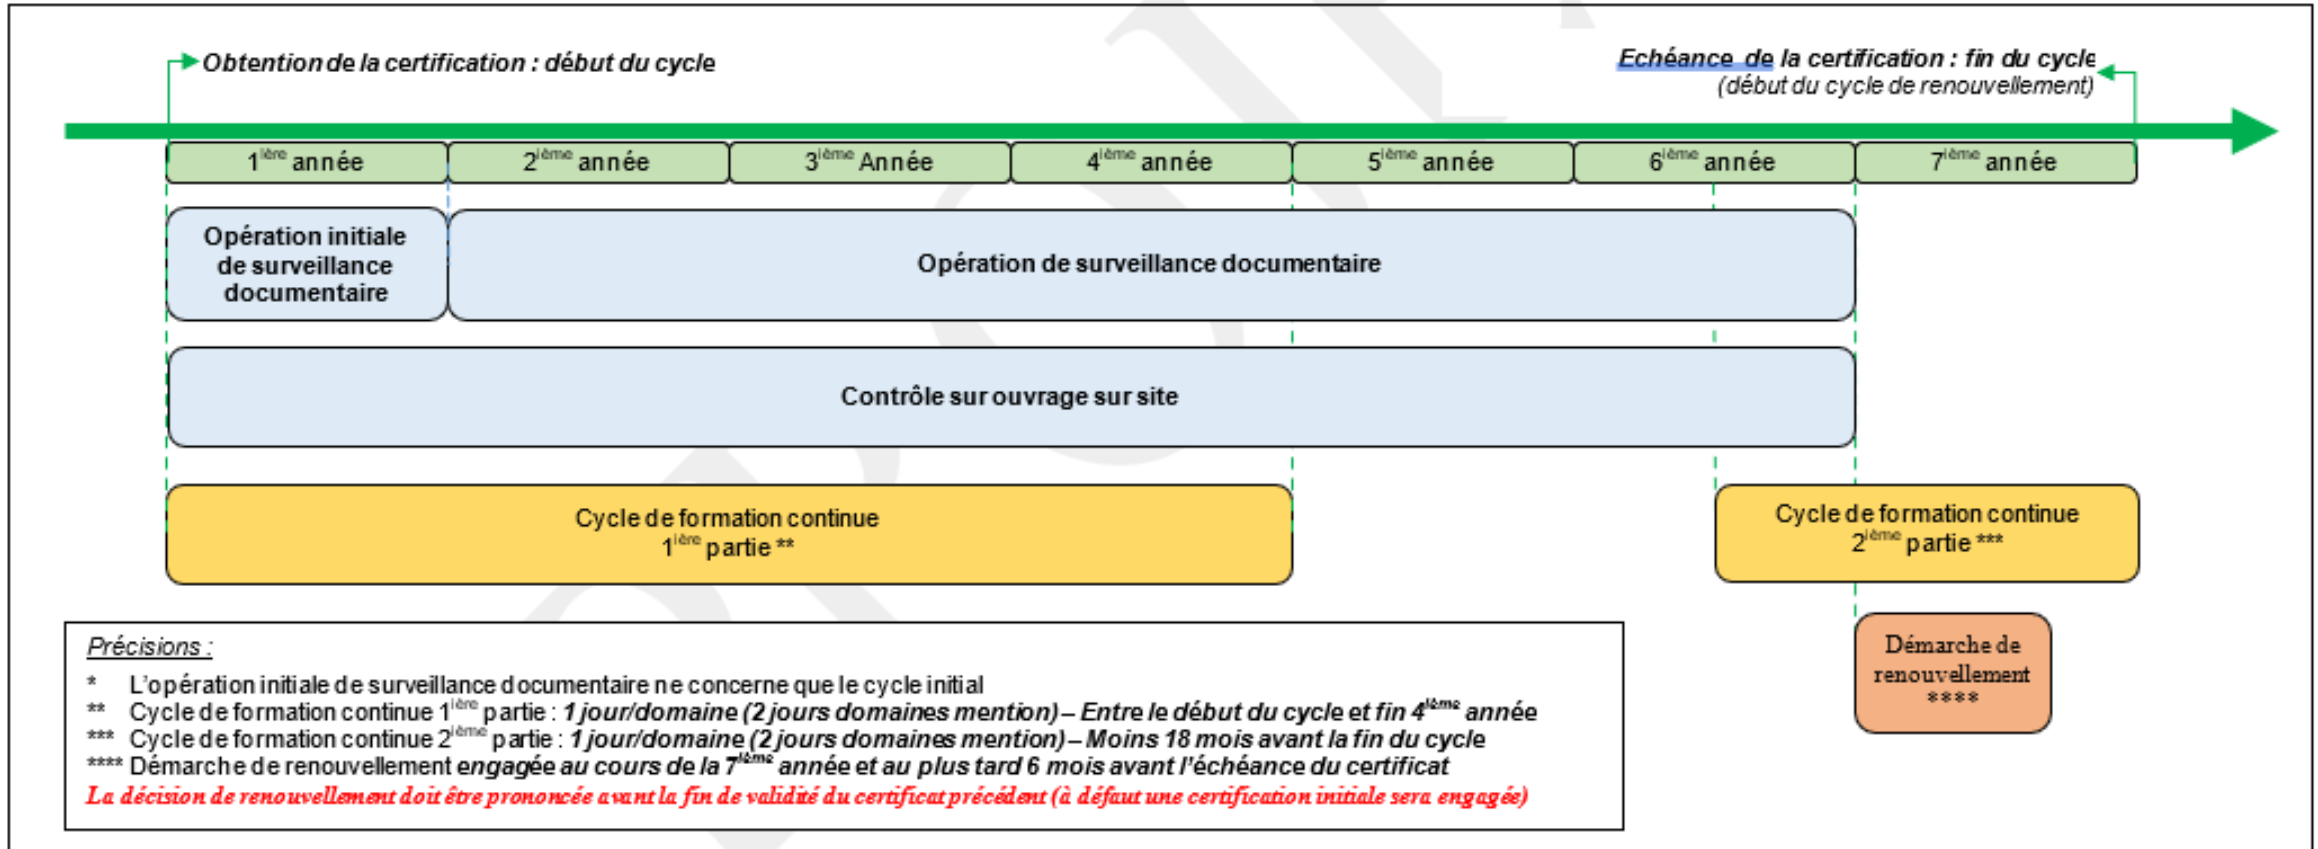 Obtention de la certification : début du cycle
Echéance de la certification : fin du cycle
(début du cycle de renouvellement)
1ière année
2ième année
3ième Année
4ième année
5ième année
6ième année
7ième année
Opération initiale
de surveillance
documentaire
Opération de surveillance documentaire
Contrôle sur ouvrage sur site
Cycle de formation continue
1ière partie **
Cycle de formation continue
2ième partie ***
Démarche de
renouvellement
****
Précisions :
* L'opération initiale de surveillance documentaire ne concerne que le cycle initial
** Cycle de formation continue 1ière partie : 1 jour/domaine (2 jours domaines mention) – Entre le début du cycle et fin 4ième année
*** Cycle de formation continue 2ième partie : 1 jour/domaine (2 jours domaines mention) – Moins 18 mois avant la fin du cycle
**** Démarche de renouvellement engagée au cours de la 7ième année et au plus tard 6 mois avant l'échéance du certificat
La décision de renouvellement doit être prononcée avant la fin de validité du certificat précédent (à défaut une certification initiale sera engagée)